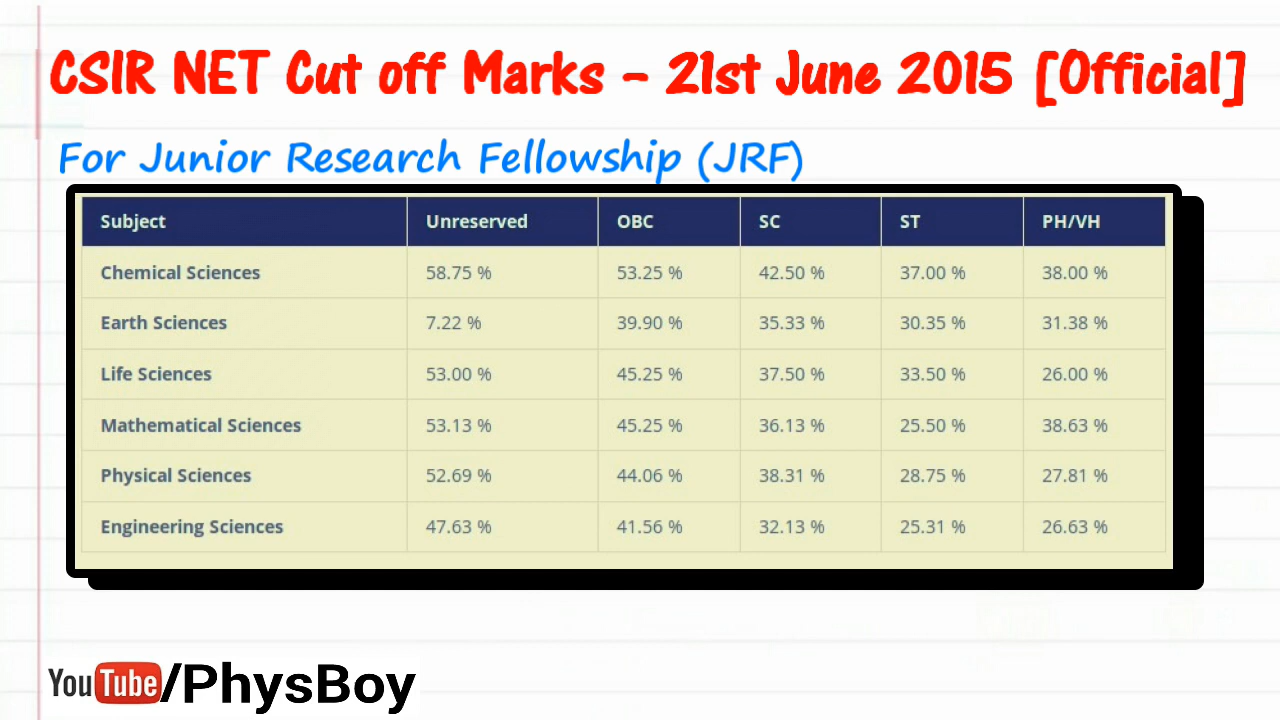 CSIR NET Cut off Marks - 21st June 2015 [Official]
For Junior Research Fellowship (JRF)
Subject Unreserved OBC SC ST PH/VH
Chemical Sciences 58.75 % 53.25 % 42.50 % 37.00 % 38.00 %
Earth Sciences 7.22 % 39.90 % 35.33 % 30.35 % 31.38 %
Life Sciences 53.00 % 45.25 % 37.50 % 33.50 % 26.00 %
Mathematical Sciences 53.13 % 45.25 % 36.13 % 25.50 % 38.63 %
Physical Sciences 52.69 % 44.06 % 38.31 % 28.75 % 27.81 %
Engineering Sciences 47.63 % 41.56 % 32.13 % 25.31 % 26.63 %
YouTube/PhysBoy